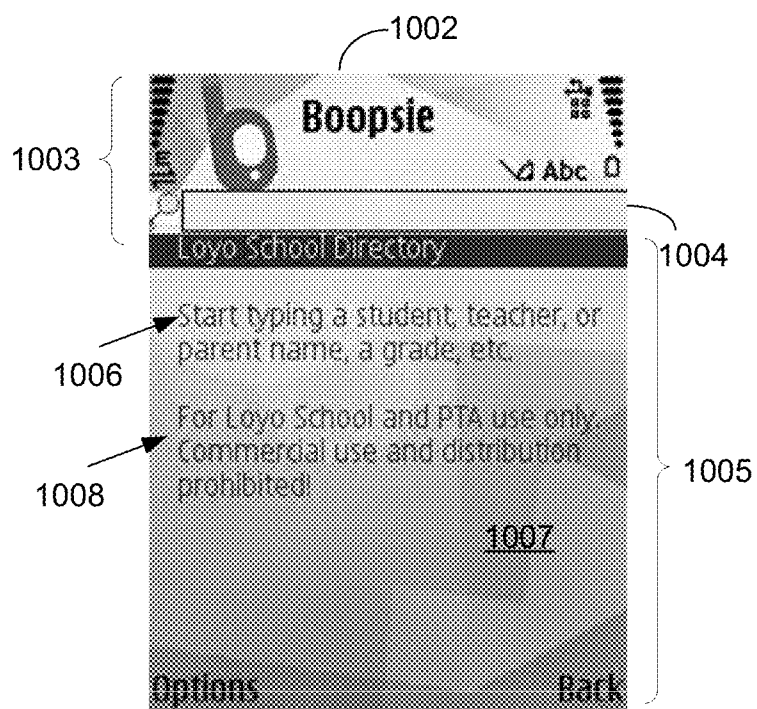 1002
1003
Boopsie
Abc
1004
Loyo School Directory
Start typing a student, teacher, or
parent name, a grade, etc.
1006
For Loyo School and PTA use only.
Commercial use and distribution
prohibited!
1008
1005
1007
Options Back